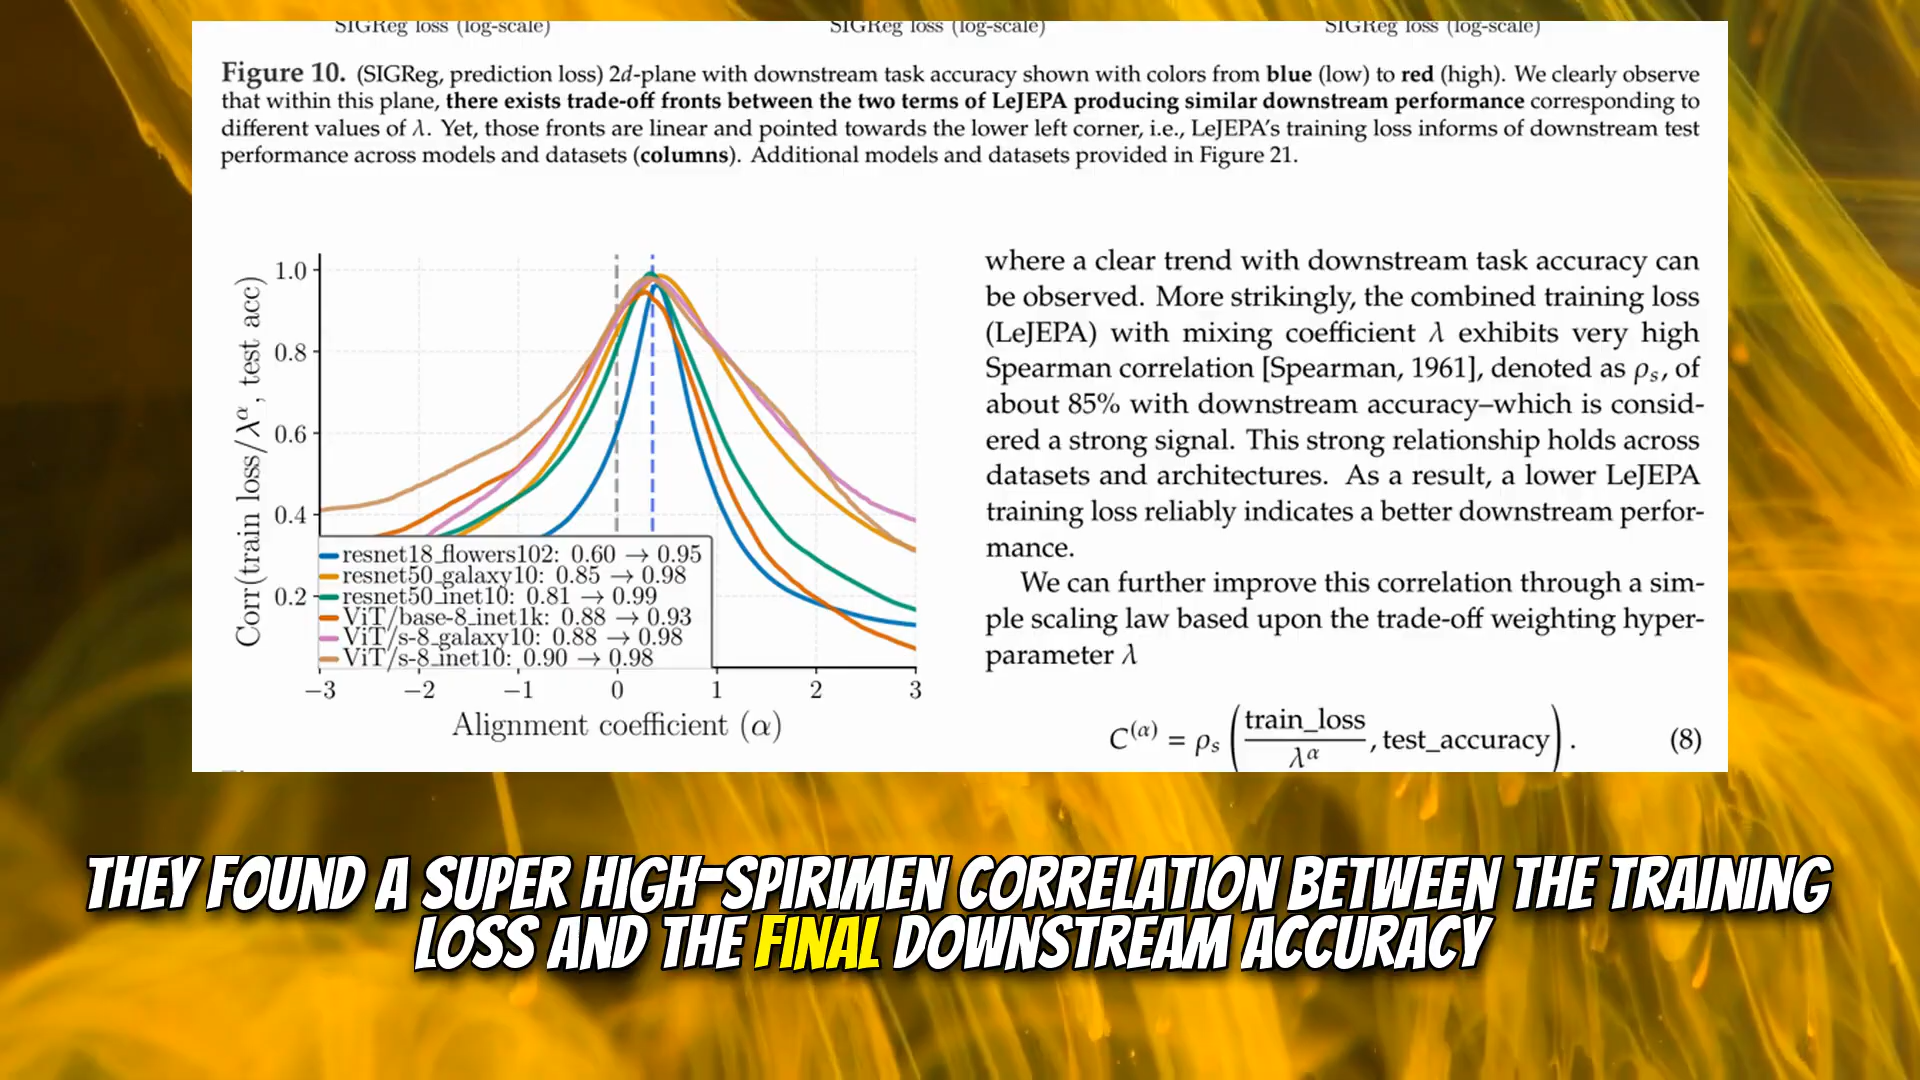 SIGReg loss (log-scale) SIGReg loss (log-scale) SIGReg loss (log-scale)
Figure 10. (SIGReg, prediction loss) 2d-plane with downstream task accuracy shown with colors from blue (low) to red (high). We clearly observe
that within this plane, there exists trade-off fronts between the two terms of LeJEPA producing similar downstream performance corresponding to
different values of λ. Yet, those fronts are linear and pointed towards the lower left corner, i.e., LeJEPA's training loss informs of downstream test
performance across models and datasets (columns). Additional models and datasets provided in Figure 21.
Corr(train loss/λ^α, test acc)
1.0
0.8
0.6
0.4
0.2
resnet18_flowers102: 0.60 → 0.95
resnet50_galaxy10: 0.85 → 0.98
resnet50_inet10: 0.81 → 0.99
ViT/base-8_inet1k: 0.88 → 0.93
ViT/s-8_galaxy10: 0.88 → 0.98
ViT/s-8_inet10: 0.90 → 0.98
−3 −2 −1 0 1 2 3
Alignment coefficient (α)
where a clear trend with downstream task accuracy can
be observed. More strikingly, the combined training loss
(LeJEPA) with mixing coefficient λ exhibits very high
Spearman correlation [Spearman, 1961], denoted as ρₛ, of
about 85% with downstream accuracy–which is consid-
ered a strong signal. This strong relationship holds across
datasets and architectures. As a result, a lower LeJEPA
training loss reliably indicates a better downstream perfor-
mance.
We can further improve this correlation through a sim-
ple scaling law based upon the trade-off weighting hyper-
parameter λ
C^(α) = ρₛ (train_loss / λ^α, test_accuracy). (8)
THEY FOUND A SUPER HIGH-SPIRIMEN CORRELATION BETWEEN THE TRAINING
LOSS AND THE FINAL DOWNSTREAM ACCURACY